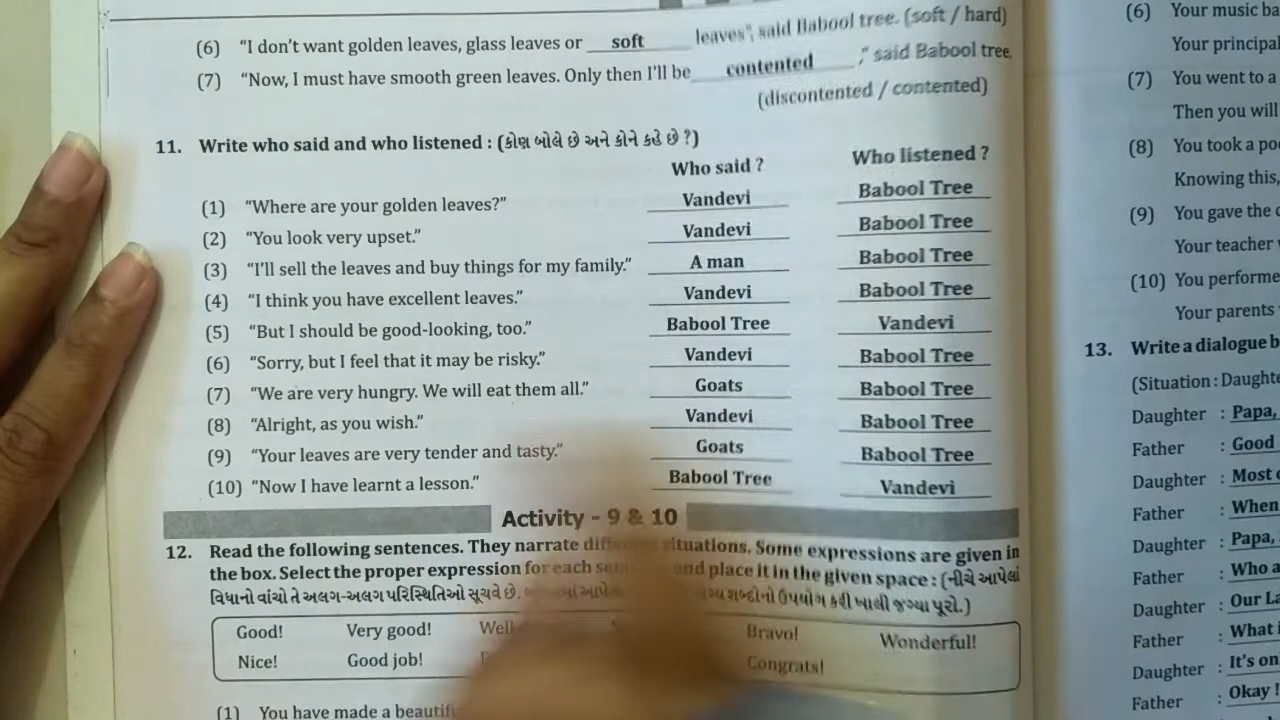 (6) "I don't want golden leaves, glass leaves or soft leaves", said Babool tree. (soft / hard)
(7) "Now, I must have smooth green leaves. Only then I'll be contented ," said Babool tree.
(discontented / contented)
11. Write who said and who listened : (કોણ બોલે છે અને કોને કહે છે ?)
Who said ? Who listened ?
(1) "Where are your golden leaves?" Vandevi Babool Tree
(2) "You look very upset." Vandevi Babool Tree
(3) "I'll sell the leaves and buy things for my family." A man Babool Tree
(4) "I think you have excellent leaves." Vandevi Babool Tree
(5) "But I should be good-looking, too." Babool Tree Vandevi
(6) "Sorry, but I feel that it may be risky." Vandevi Babool Tree
(7) "We are very hungry. We will eat them all." Goats Babool Tree
(8) "Alright, as you wish." Vandevi Babool Tree
(9) "Your leaves are very tender and tasty." Goats Babool Tree
(10) "Now I have learnt a lesson." Babool Tree Vandevi
Activity - 9 & 10
12. Read the following sentences. They narrate situations. Some expressions are given in
the box. Select the proper expression for each and place it in the given space : (નીચે આપેલાં
વિધાનો વાંચો તે અલગ-અલગ પરિસ્થિતિઓ સૂચવે છે. શબ્દોનો ઉપયોગ કરી ખાલી જગ્યા પૂરો.)
Good! Very good! Well Bravo! Wonderful!
Nice! Good job! Congrats!
(1) You have made a
(6) Your music
Your principal
(7) You went to a
Then you will
(8) You took a
Knowing this,
(9) You gave the
Your teacher
(10) You
Your parents
13. Write a dialogue
(Situation :
Daughter : Papa,
Father : Good
Daughter : Most
Father : When
Daughter : Papa,
Father : Who
Daughter : Our
Father : What
Daughter : It's on
Father : Okay !